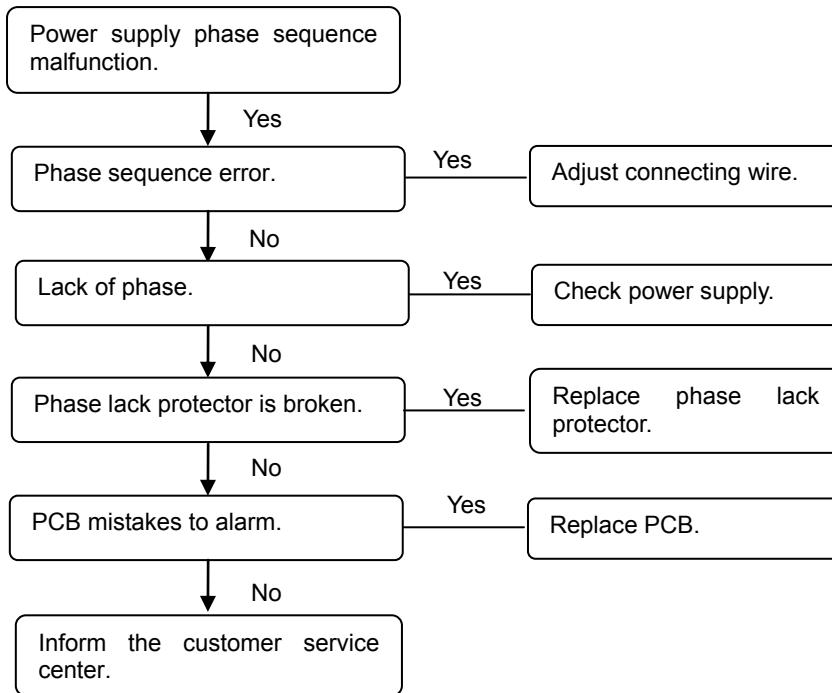 Power supply phase sequence
malfunction.
Yes
Phase sequence error.
Yes
Adjust connecting wire.
No
Lack of phase.
Yes
Check power supply.
No
Phase lack protector is broken.
Yes
Replace phase lack
protector.
No
PCB mistakes to alarm.
Yes
Replace PCB.
No
Inform the customer service
center.